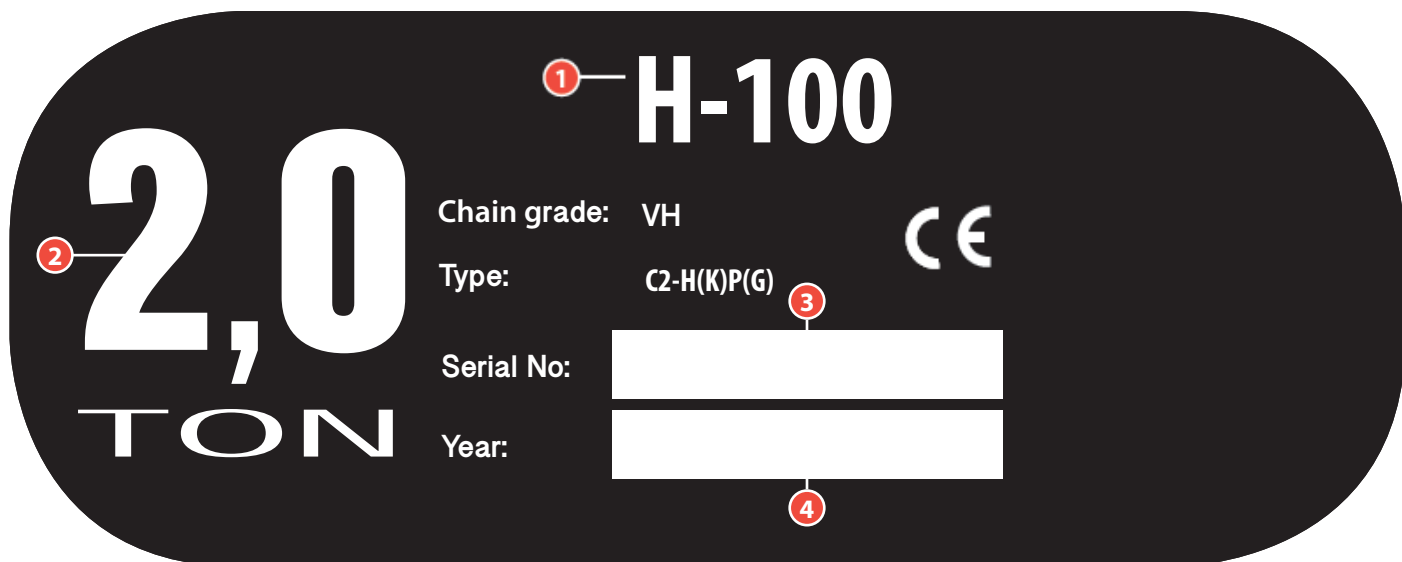 1 H-100
2 2,0
TON
Chain grade: VH
CE
Type: C2-H(K)P(G)
3
Serial No:
Year:
4